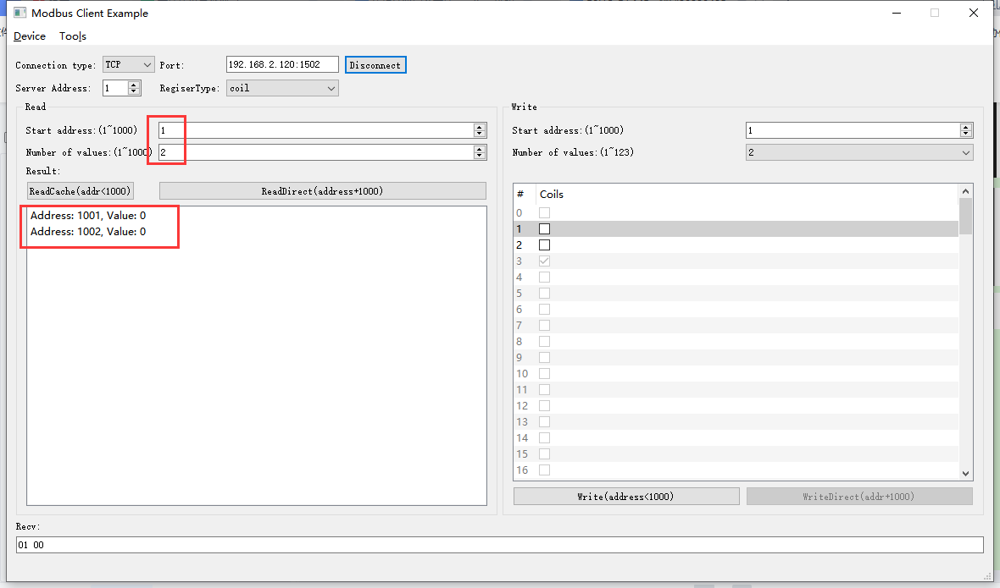 Modbus Client Example
Device Tools
Connection type: TCP Port: 192.168.2.120:1502 Disconnect
Server Address: 1 RegiserType: coil
Read
Start address:(1~1000) 1
Number of values:(1~1000) 2
Result:
ReadCache(addr<1000) ReadDirect(address+1000)
Address: 1001, Value: 0
Address: 1002, Value: 0
Write
Start address:(1~1000) 1
Number of values:(1~123) 2
# Coils
0
1
2
3
4
5
6
7
8
9
10
11
12
13
14
15
16
Write(address<1000) WriteDirect(addr+1000)
Recv:
01 00